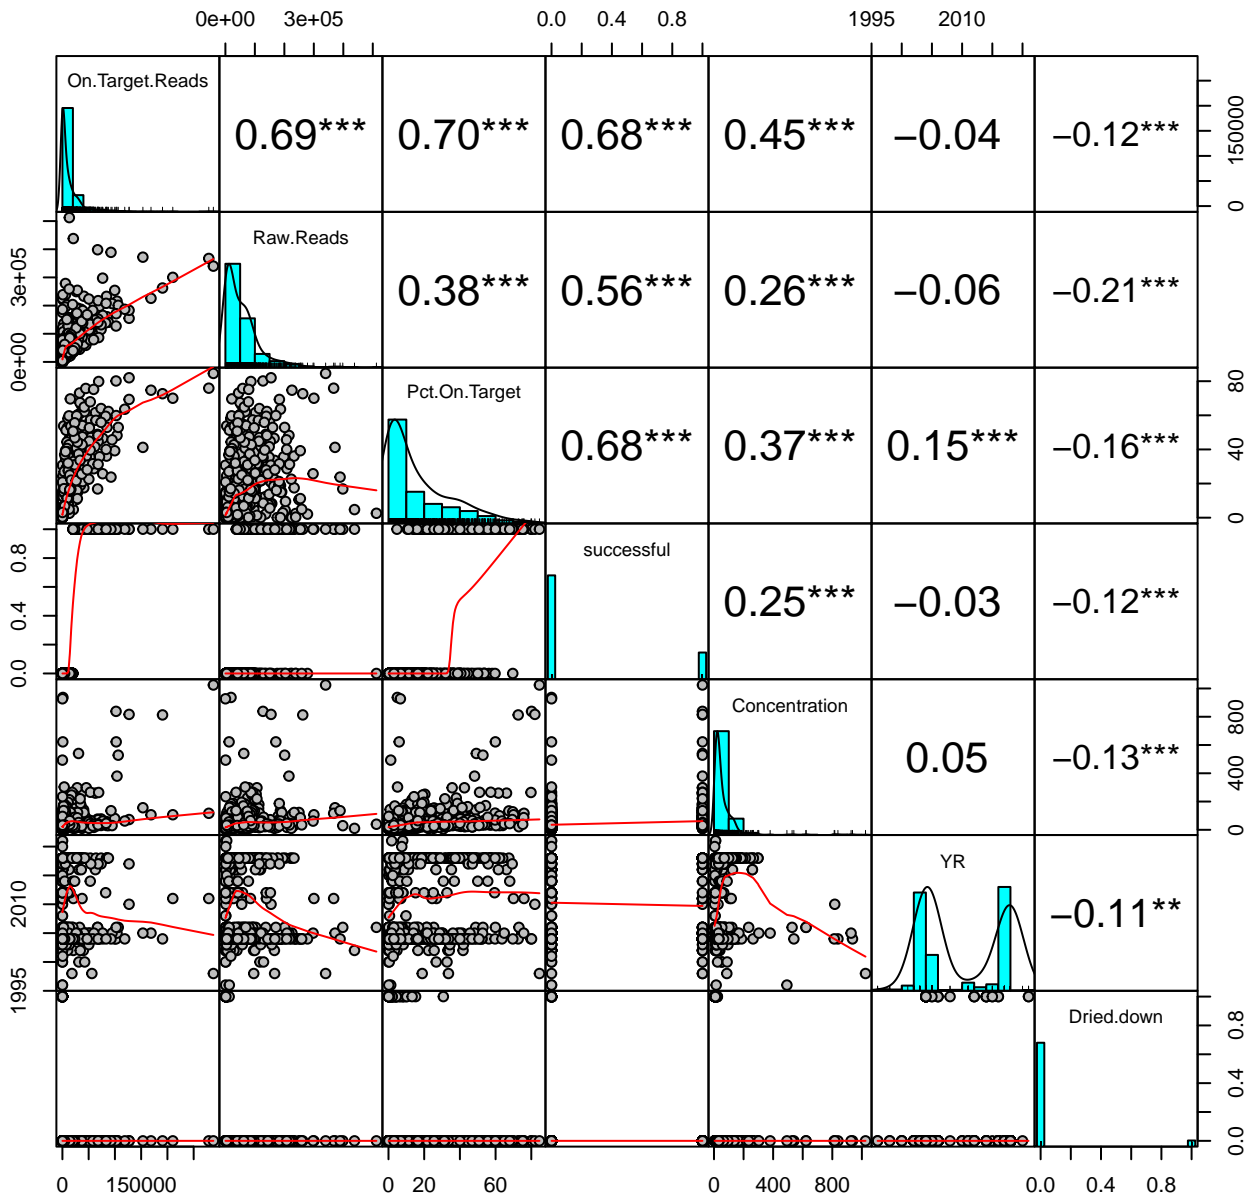 0e+00 3e+05 0.0 0.4 0.8 1995 2010
On.Target.Reads 0.69*** 0.70*** 0.68*** 0.45*** −0.04 −0.12*** 0 150000
0e+00 3e+05 Raw.Reads 0.38*** 0.56*** 0.26*** −0.06 −0.21***
Pct.On.Target 0.68*** 0.37*** 0.15*** −0.16*** 0 40 80
0.0 0.4 0.8 successful 0.25*** −0.03 −0.12***
Concentration 0.05 −0.13*** 0 400 800
1995 2010 YR −0.11**
Dried.down 0.0 0.4 0.8
0 150000 0 20 60 0 400 800 0.0 0.4 0.8